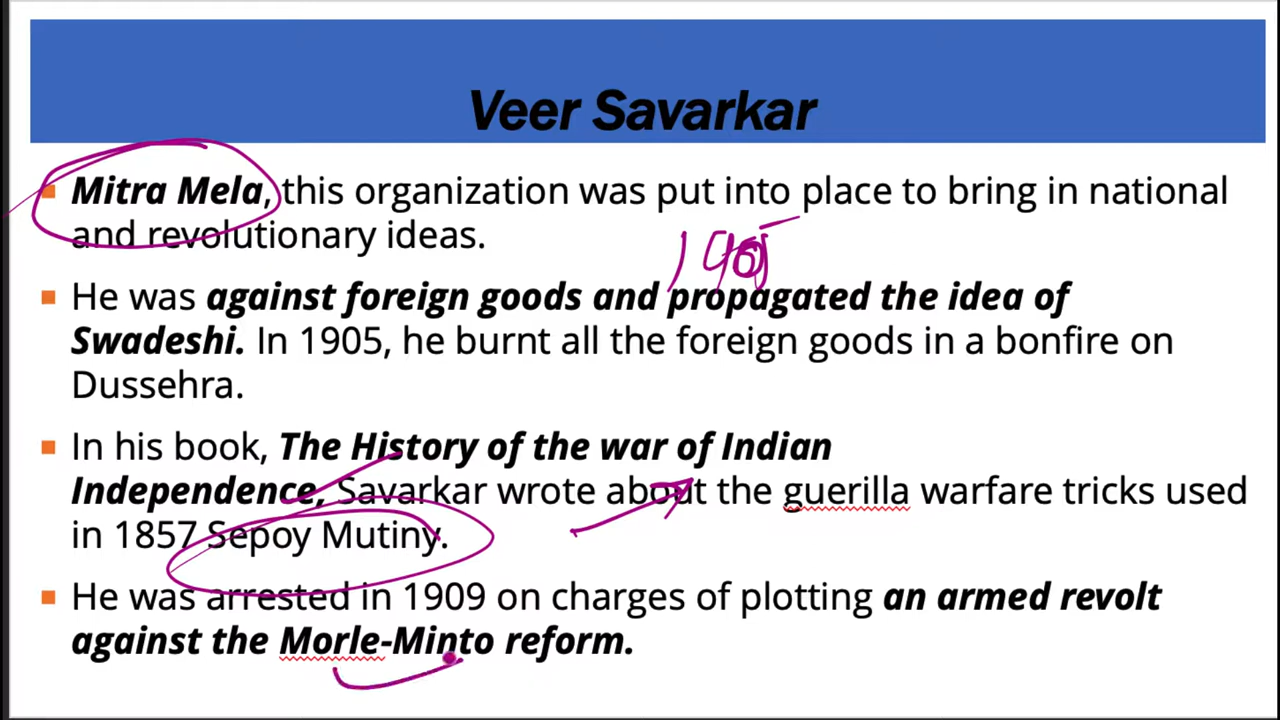 Veer Savarkar
Mitra Mela, this organization was put into place to bring in national
and revolutionary ideas.
He was against foreign goods and propagated the idea of
Swadeshi. In 1905, he burnt all the foreign goods in a bonfire on
Dussehra.
In his book, The History of the war of Indian
Independence, Savarkar wrote about the guerilla warfare tricks used
in 1857 Sepoy Mutiny.
He was arrested in 1909 on charges of plotting an armed revolt
against the Morle-Minto reform.